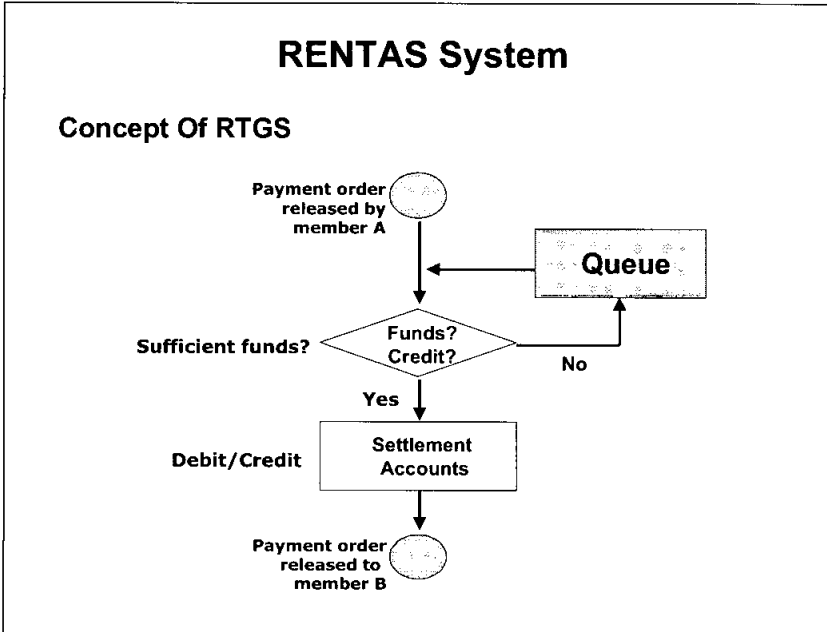 RENTAS System
Concept Of RTGS
Payment order
released by
member A
Queue
Sufficient funds?
Funds?
Credit?
No
Yes
Debit/Credit
Settlement
Accounts
Payment order
released to
member B